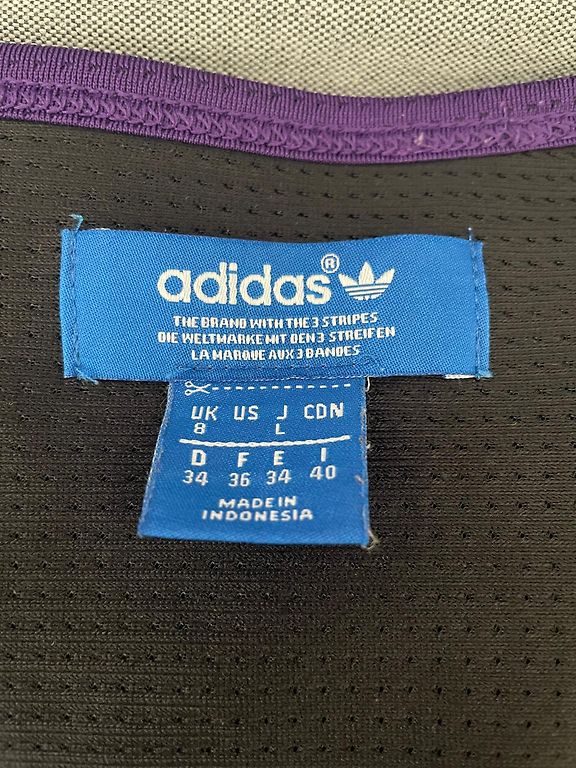 adidas®
THE BRAND WITH THE 3 STRIPES
DIE WELTMARKE MIT DEN 3 STREIFEN
LA MARQUE AUX 3 BANDES
UK US J CDN
8 L
D F E I
34 36 34 40
MADE IN
INDONESIA